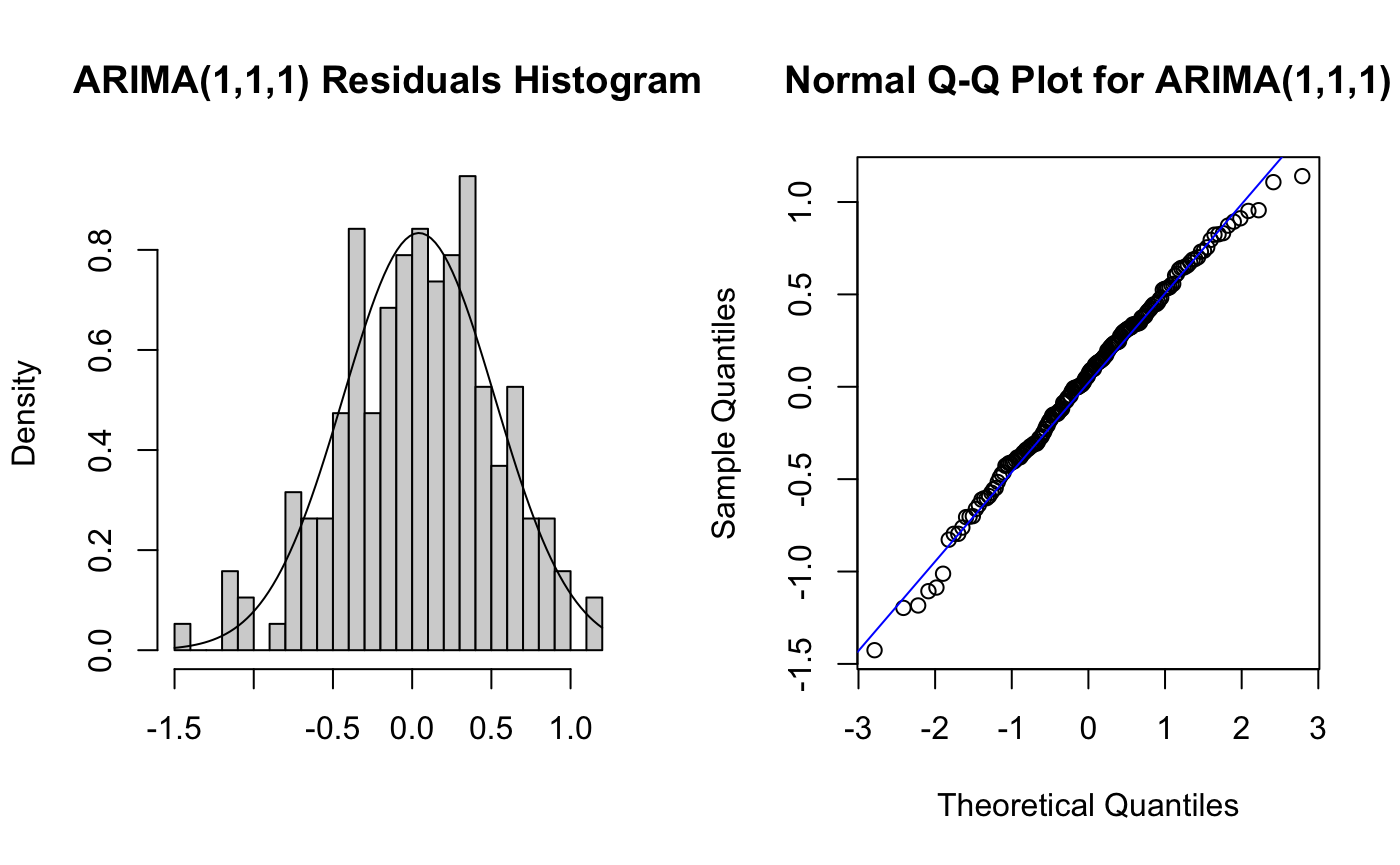 ARIMA(1,1,1) Residuals Histogram
Density
0.8
0.6
0.4
0.2
0.0
-1.5 -0.5 0.0 0.5 1.0
Normal Q-Q Plot for ARIMA(1,1,1)
Sample Quantiles
1.0
0.5
0.0
-0.5
-1.0
-1.5
-3 -2 -1 0 1 2 3
Theoretical Quantiles